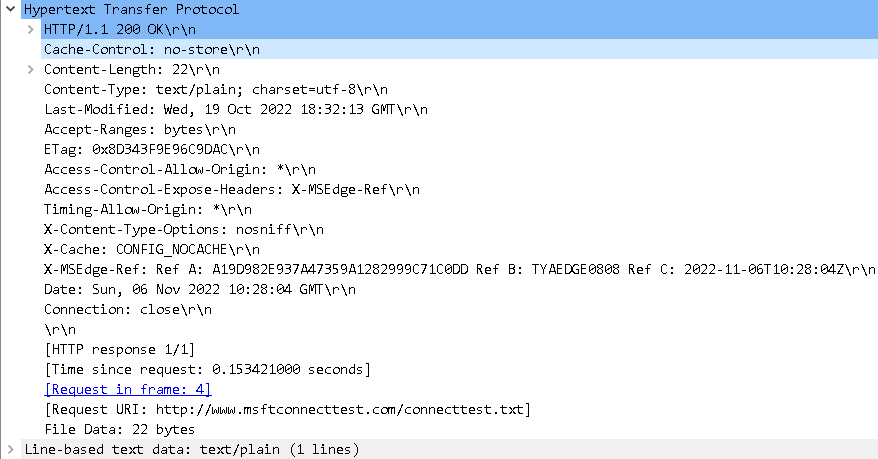 Hypertext Transfer Protocol
HTTP/1.1 200 OK\r\n
Cache-Control: no-store\r\n
Content-Length: 22\r\n
Content-Type: text/plain; charset=utf-8\r\n
Last-Modified: Wed, 19 Oct 2022 18:32:13 GMT\r\n
Accept-Ranges: bytes\r\n
ETag: 0x8D343F9E96C9DAC\r\n
Access-Control-Allow-Origin: *\r\n
Access-Control-Expose-Headers: X-MSEdge-Ref\r\n
Timing-Allow-Origin: *\r\n
X-Content-Type-Options: nosniff\r\n
X-Cache: CONFIG_NOCACHE\r\n
X-MSEdge-Ref: Ref A: A19D982E937A47359A1282999C71C0DD Ref B: TYAEDGE0808 Ref C: 2022-11-06T10:28:04Z\r\n
Date: Sun, 06 Nov 2022 10:28:04 GMT\r\n
Connection: close\r\n
\r\n
[HTTP response 1/1]
[Time since request: 0.153421000 seconds]
[Request in frame: 4]
[Request URI: http://www.msftconnecttest.com/connecttest.txt]
File Data: 22 bytes
Line-based text data: text/plain (1 lines)